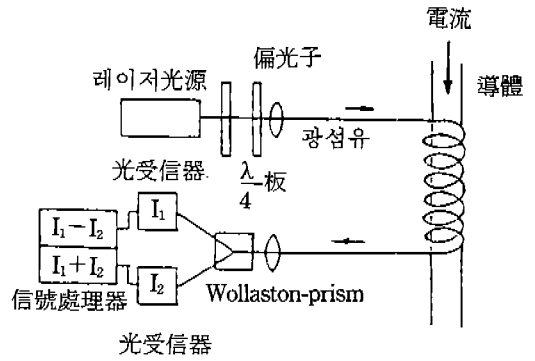 電流
偏光子
레이저光源
導體
광섬유
λ/4-板
光受信器.
I₁
I₁-I₂
I₁+I₂
I₂
信號處理器
Wollaston-prism
光受信器